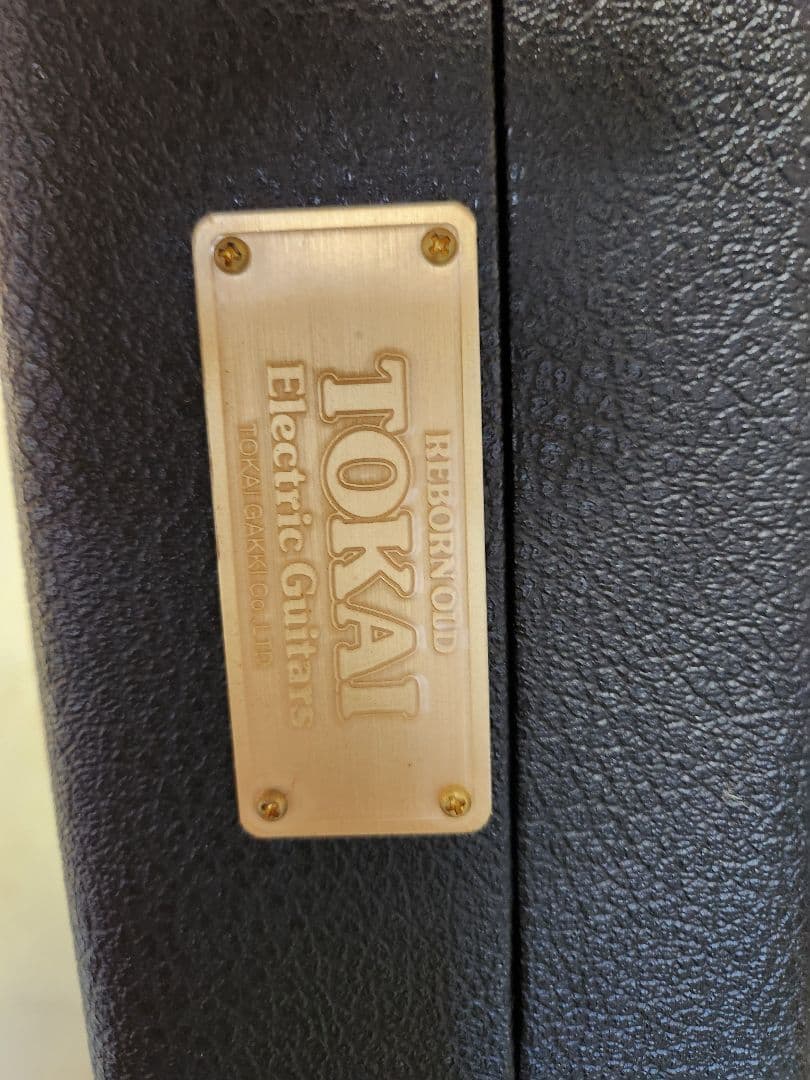 REBORN OLD
TOKAI
Electric Guitars
TOKAI GAKKI Co., LTD.